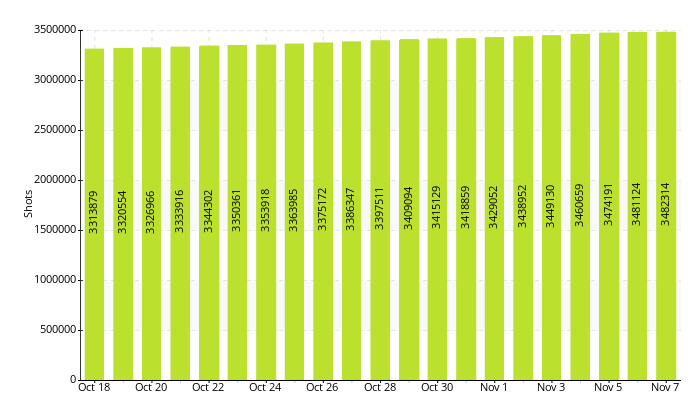 3500000
3000000
2500000
2000000
1500000
1000000
500000
0
Shots
3313879
3320554
3326966
3333916
3344302
3350361
3353918
3363985
3375172
3386347
3397511
3409094
3415129
3418859
3429052
3438952
3449130
3460659
3474191
3481124
3482314
Oct 18
Oct 20
Oct 22
Oct 24
Oct 26
Oct 28
Oct 30
Nov 1
Nov 3
Nov 5
Nov 7